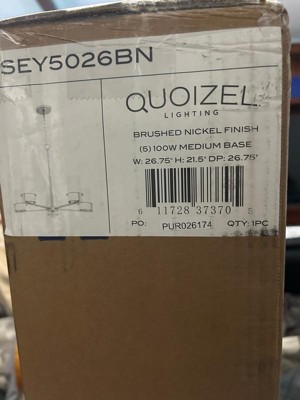 SEY5026BN
QUOIZEL
LIGHTING
BRUSHED NICKEL FINISH
(5) 100W MEDIUM BASE
W: 26.75" H: 21.5" DP: 26.75"
6 11728 37370 5
PO: PUR026174 QTY: 1PC